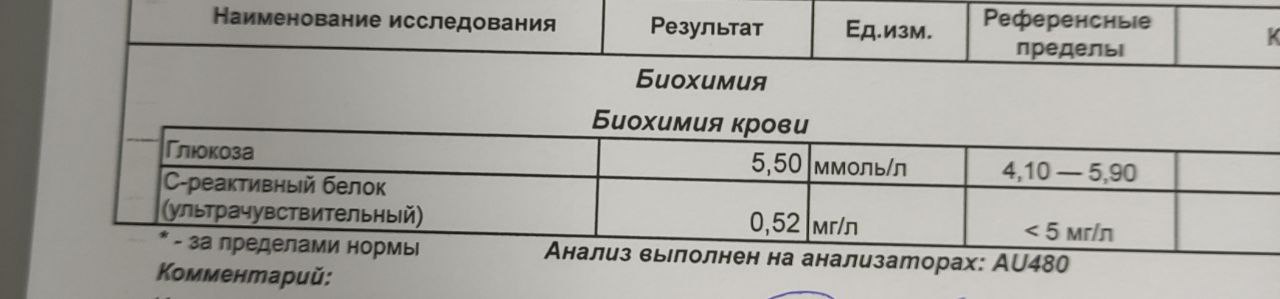 Наименование исследования Результат Ед.изм. Референсные пределы К
Биохимия
Биохимия крови
Глюкоза 5,50 ммоль/л 4,10 — 5,90
С-реактивный белок
(ультрачувствительный) 0,52 мг/л < 5 мг/л
* - за пределами нормы Анализ выполнен на анализаторах: AU480
Комментарий: